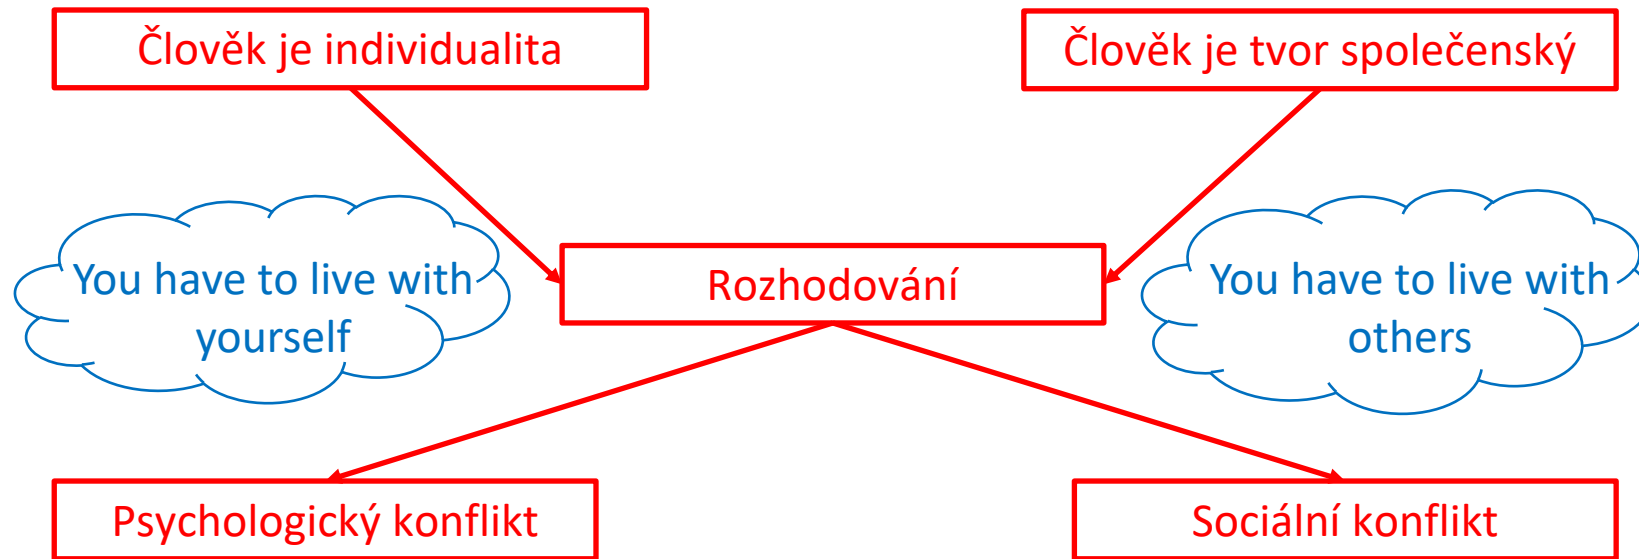 Člověk je individualita
Člověk je tvor společenský
You have to live with
yourself
Rozhodování
You have to live with
others
Psychologický konflikt
Sociální konflikt